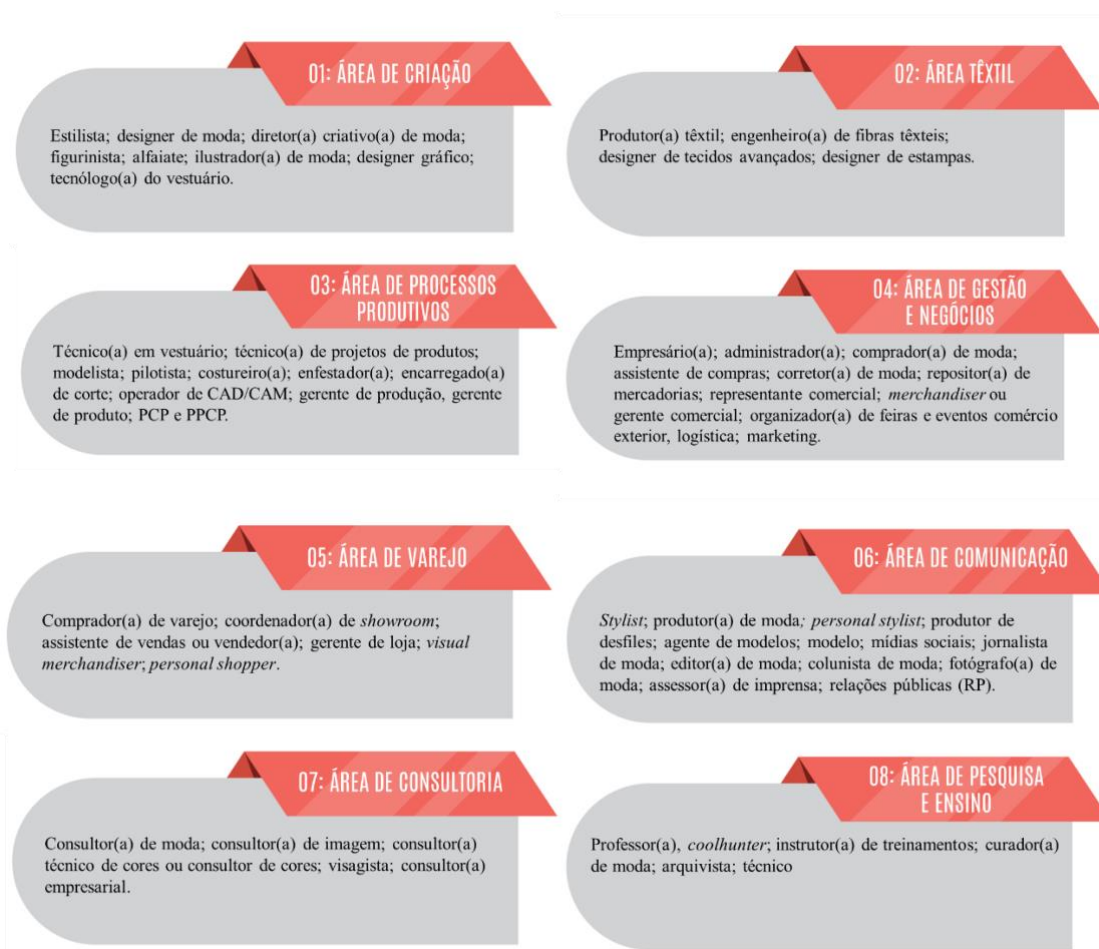 01: ÁREA DE CRIAÇÃO
Estilista; designer de moda; diretor(a) criativo(a) de moda;
figurinista; alfaiate; ilustrador(a) de moda; designer gráfico;
tecnólogo(a) do vestuário.
02: ÁREA TÊXTIL
Produtor(a) têxtil; engenheiro(a) de fibras têxteis;
designer de tecidos avançados; designer de estampas.
03: ÁREA DE PROCESSOS
PRODUTIVOS
Técnico(a) em vestuário; técnico(a) de projetos de produtos;
modelista; pilotista; costureiro(a); enfestador(a); encarregado(a)
de corte; operador de CAD/CAM; gerente de produção, gerente
de produto; PCP e PPCP.
04: ÁREA DE GESTÃO
E NEGÓCIOS
Empresário(a); administrador(a); comprador(a) de moda;
assistente de compras; corretor(a) de moda; repositor(a) de
mercadorias; representante comercial; merchandiser ou
gerente comercial; organizador(a) de feiras e eventos comércio
exterior, logística; marketing.
05: ÁREA DE VAREJO
Comprador(a) de varejo; coordenador(a) de showroom;
assistente de vendas ou vendedor(a); gerente de loja; visual
merchandiser; personal shopper.
06: ÁREA DE COMUNICAÇÃO
Stylist; produtor(a) de moda; personal stylist; produtor de
desfiles; agente de modelos; modelo; mídias sociais; jornalista
de moda; editor(a) de moda; colunista de moda; fotógrafo(a) de
moda; assessor(a) de imprensa; relações públicas (RP).
07: ÁREA DE CONSULTORIA
Consultor(a) de moda; consultor(a) de imagem; consultor(a)
técnico de cores ou consultor de cores; visagista; consultor(a)
empresarial.
08: ÁREA DE PESQUISA
E ENSINO
Professor(a), coolhunter; instrutor(a) de treinamentos; curador(a)
de moda; arquivista; técnico